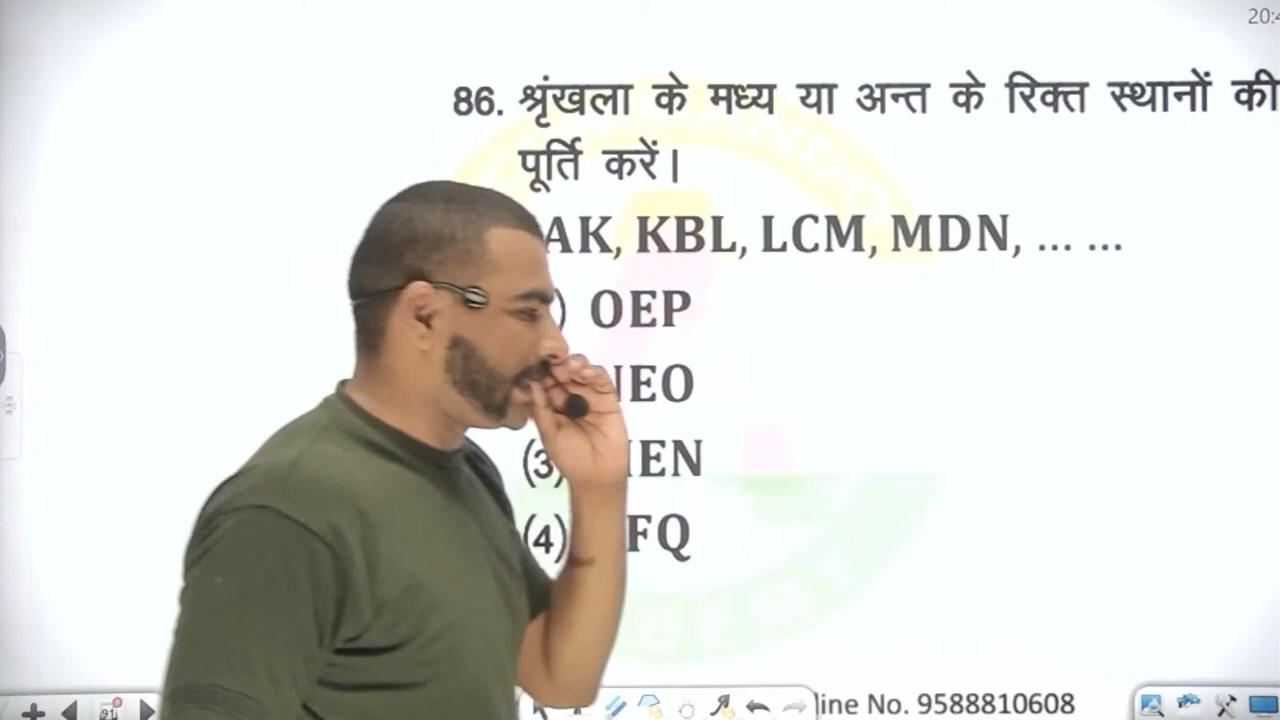 20:4
86. श्रृंखला के मध्य या अन्त के रिक्त स्थानों की
पूर्ति करें।
AK, KBL, LCM, MDN, ... ...
) OEP
NEO
(3) EN
(4) FQ
line No. 9588810608